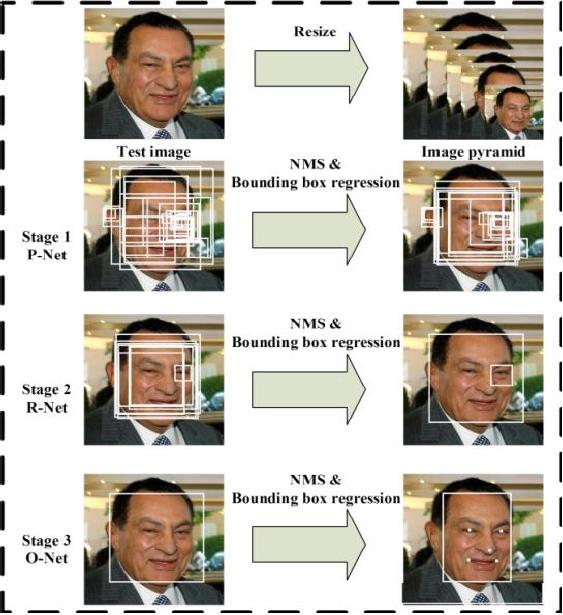 Resize
Test image
Image pyramid
NMS &
Bounding box regression
Stage 1
P-Net
NMS &
Bounding box regression
Stage 2
R-Net
NMS &
Bounding box regression
Stage 3
O-Net